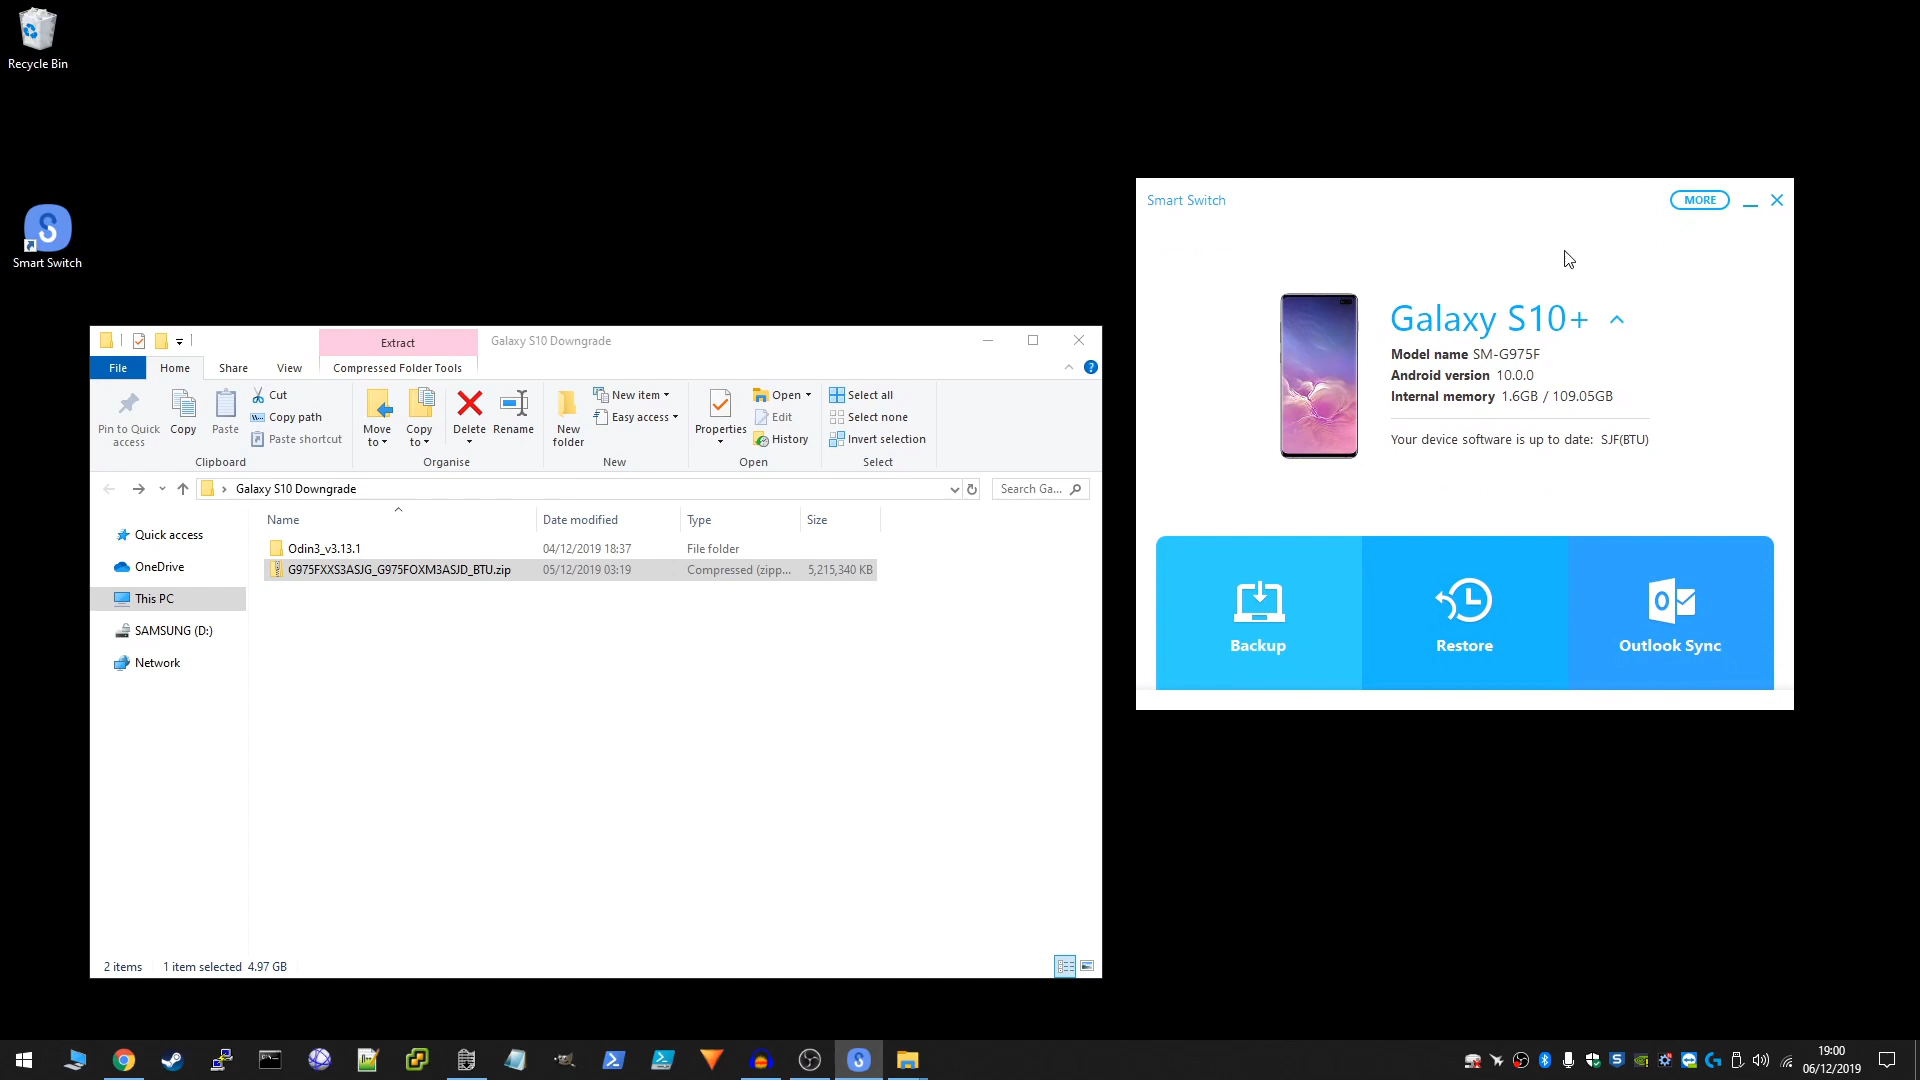 Recycle Bin
Smart Switch
Extract
Galaxy S10 Downgrade
File
Home
Share
View
Compressed Folder Tools
Pin to Quick access
Copy
Paste
Cut
Copy path
Paste shortcut
Clipboard
Move to
Copy to
Delete
Rename
Organise
New folder
New item
Easy access
New
Properties
Open
Edit
History
Open
Select all
Select none
Invert selection
Select
Galaxy S10 Downgrade
Search Ga...
Name
Date modified
Type
Size
Quick access
OneDrive
This PC
SAMSUNG (D:)
Network
Odin3_v3.13.1
04/12/2019 18:37
File folder
G975FXXS3ASJG_G975FOXM3ASJD_BTU.zip
05/12/2019 03:19
Compressed (zipp...
5,215,340 KB
2 items
1 item selected 4.97 GB
Smart Switch
MORE
Galaxy S10+
Model name SM-G975F
Android version 10.0.0
Internal memory 1.6GB / 109.05GB
Your device software is up to date: SJF(BTU)
Backup
Restore
Outlook Sync
19:00
06/12/2019